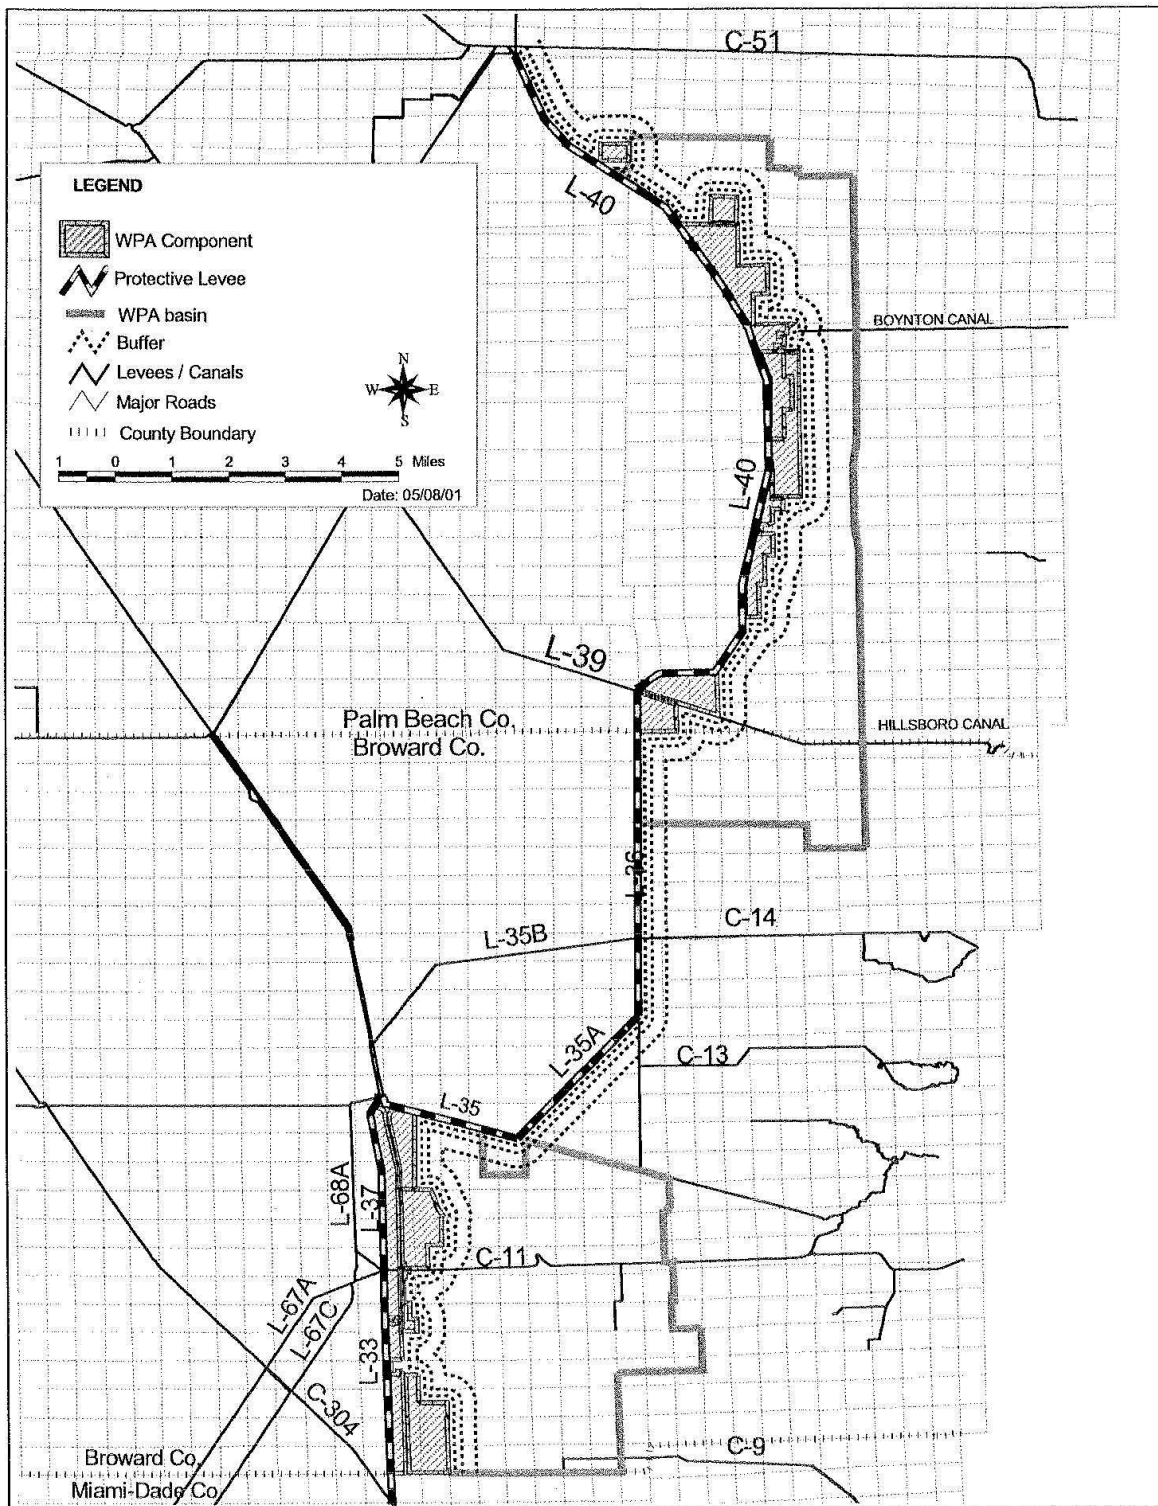 C-51
LEGEND
WPA Component
Protective Levee
WPA basin
Buffer
Levees / Canals
Major Roads
County Boundary
N
W E
S
1 0 1 2 3 4 5 Miles
Date: 05/08/01
L-40
BOYNTON CANAL
L-40
L-39
Palm Beach Co.
Broward Co.
HILLSBORO CANAL
L-36
C-14
L-35B
L-35A
C-13
L-35
L-68A
L-37
C-11
L-67A
L-67C
L-33
C-304
C-9
Broward Co.
Miami-Dade Co.